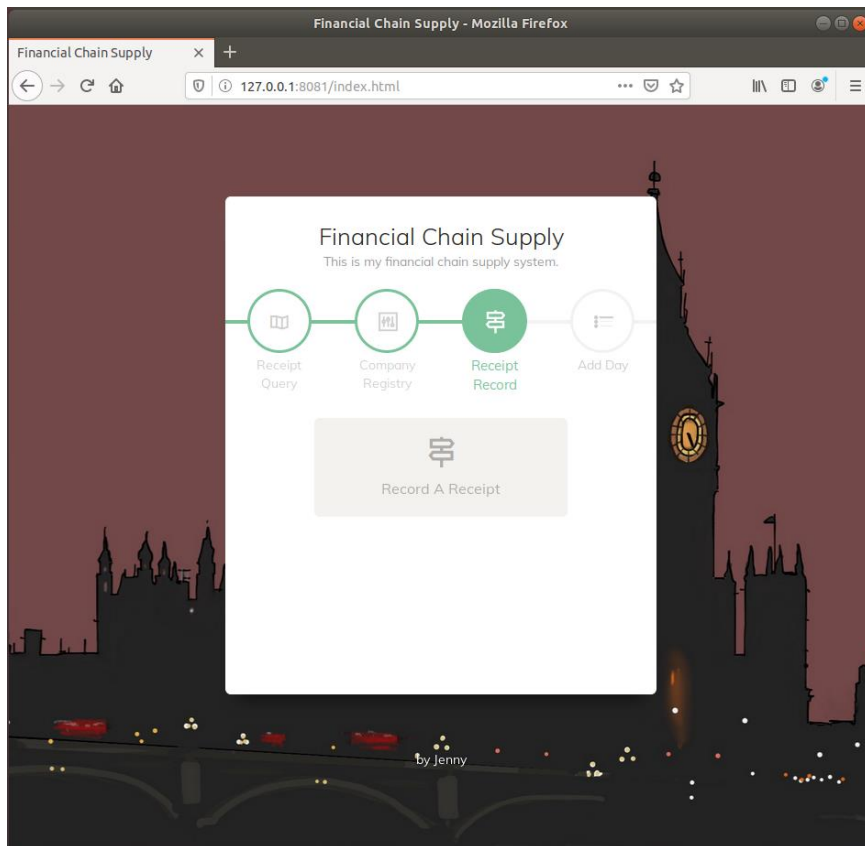 Financial Chain Supply - Mozilla Firefox
Financial Chain Supply
127.0.0.1:8081/index.html
Financial Chain Supply
This is my financial chain supply system.
Receipt
Query
Company
Registry
Receipt
Record
Add Day
Record A Receipt
by Jenny